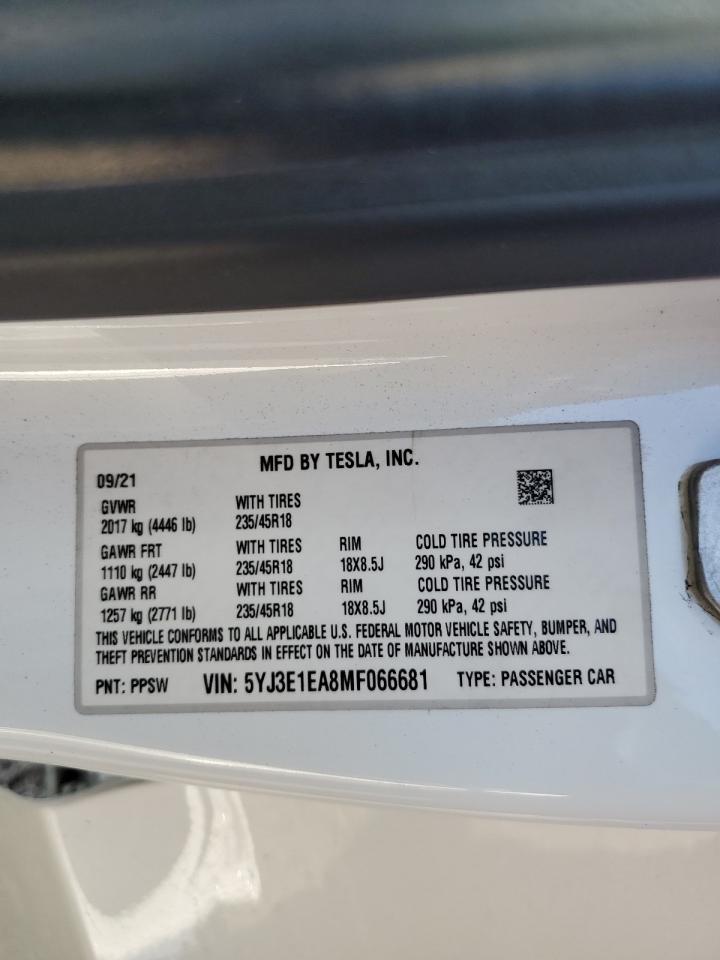 MFD BY TESLA, INC.
09/21
GVWR WITH TIRES
2017 kg (4446 lb) 235/45R18
GAWR FRT WITH TIRES RIM COLD TIRE PRESSURE
1110 kg (2447 lb) 235/45R18 18X8.5J 290 kPa, 42 psi
GAWR RR WITH TIRES RIM COLD TIRE PRESSURE
1257 kg (2771 lb) 235/45R18 18X8.5J 290 kPa, 42 psi
THIS VEHICLE CONFORMS TO ALL APPLICABLE U.S. FEDERAL MOTOR VEHICLE SAFETY, BUMPER, AND
THEFT PREVENTION STANDARDS IN EFFECT ON THE DATE OF MANUFACTURE SHOWN ABOVE.
PNT: PPSW VIN: 5YJ3E1EA8MF066681 TYPE: PASSENGER CAR